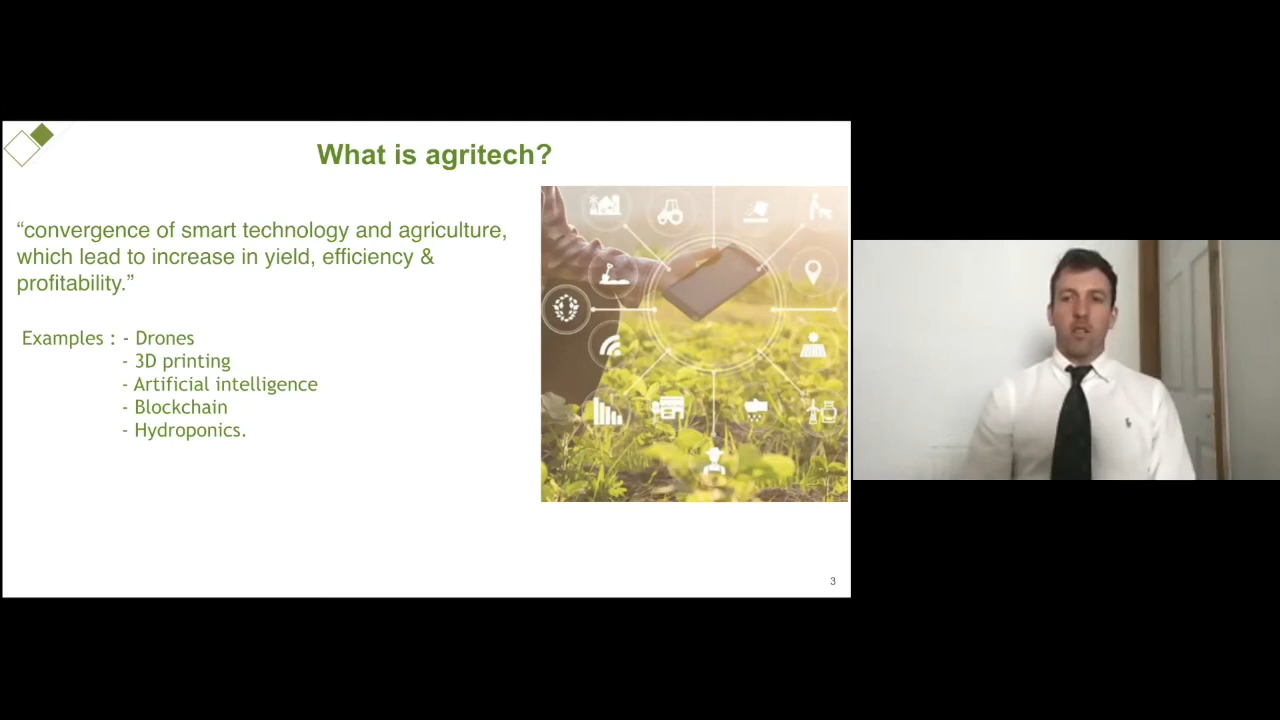 What is agritech?
“convergence of smart technology and agriculture,
which lead to increase in yield, efficiency &
profitability.”
Examples : - Drones
- 3D printing
- Artificial intelligence
- Blockchain
- Hydroponics.
3